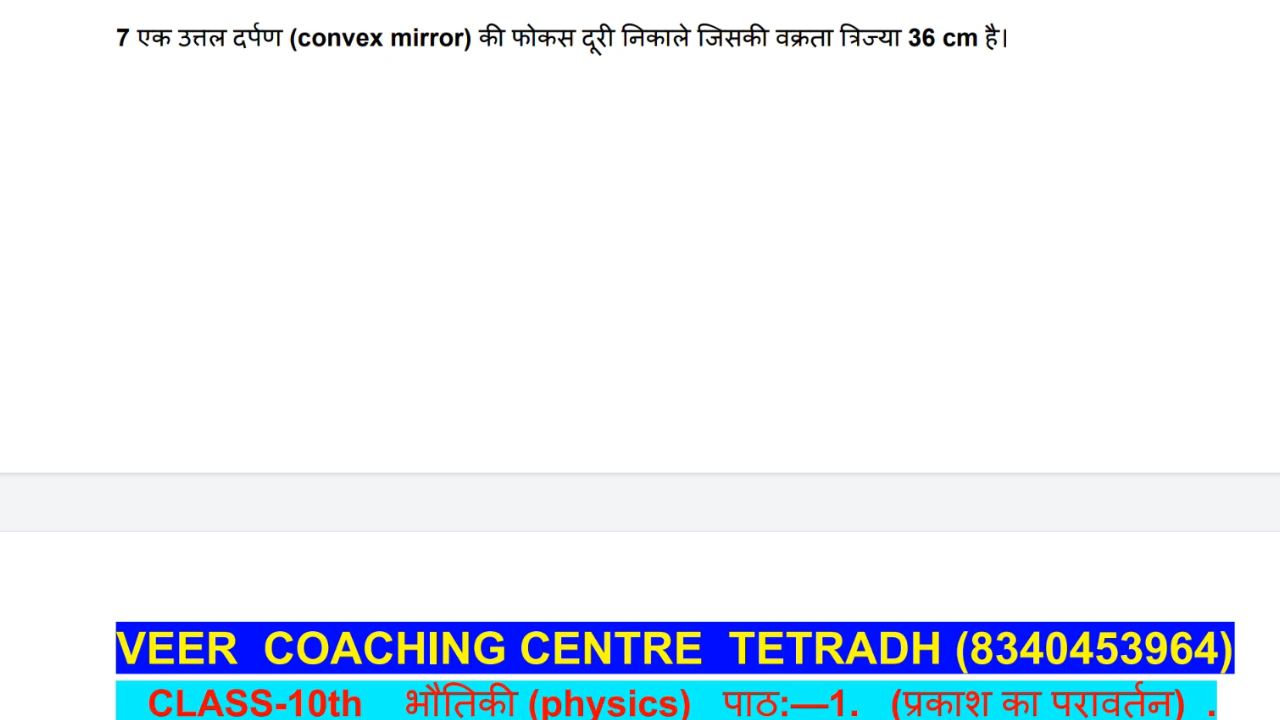 7 एक उत्तल दर्पण (convex mirror) की फोकस दूरी निकाले जिसकी वक्रता त्रिज्या 36 cm है।
VEER COACHING CENTRE TETRADH (8340453964)
CLASS-10th भौतिकी (physics) पाठ:—1. (प्रकाश का परावर्तन) .